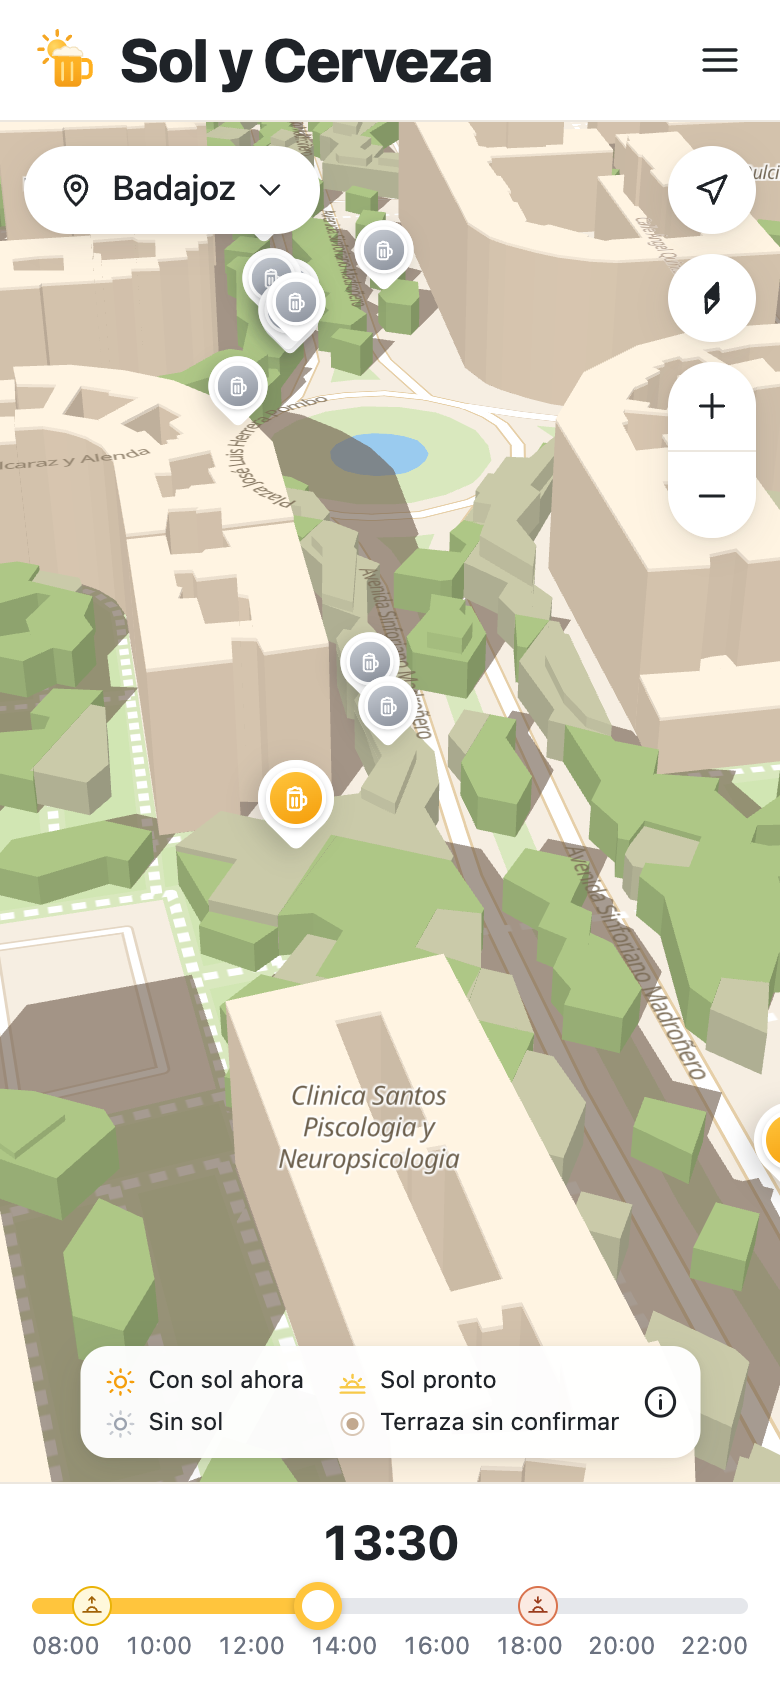 Sol y Cerveza
Badajoz
Plaza José Luis Herrera Pombo
lcaraz y Alenda
Avenida Sinforiano Madroñero
Avenida Sinforiano Madroñero
Clinica Santos
Piscologia y
Neuropsicologia
Con sol ahora
Sol pronto
Sin sol
Terraza sin confirmar
13:30
08:00 10:00 12:00 14:00 16:00 18:00 20:00 22:00